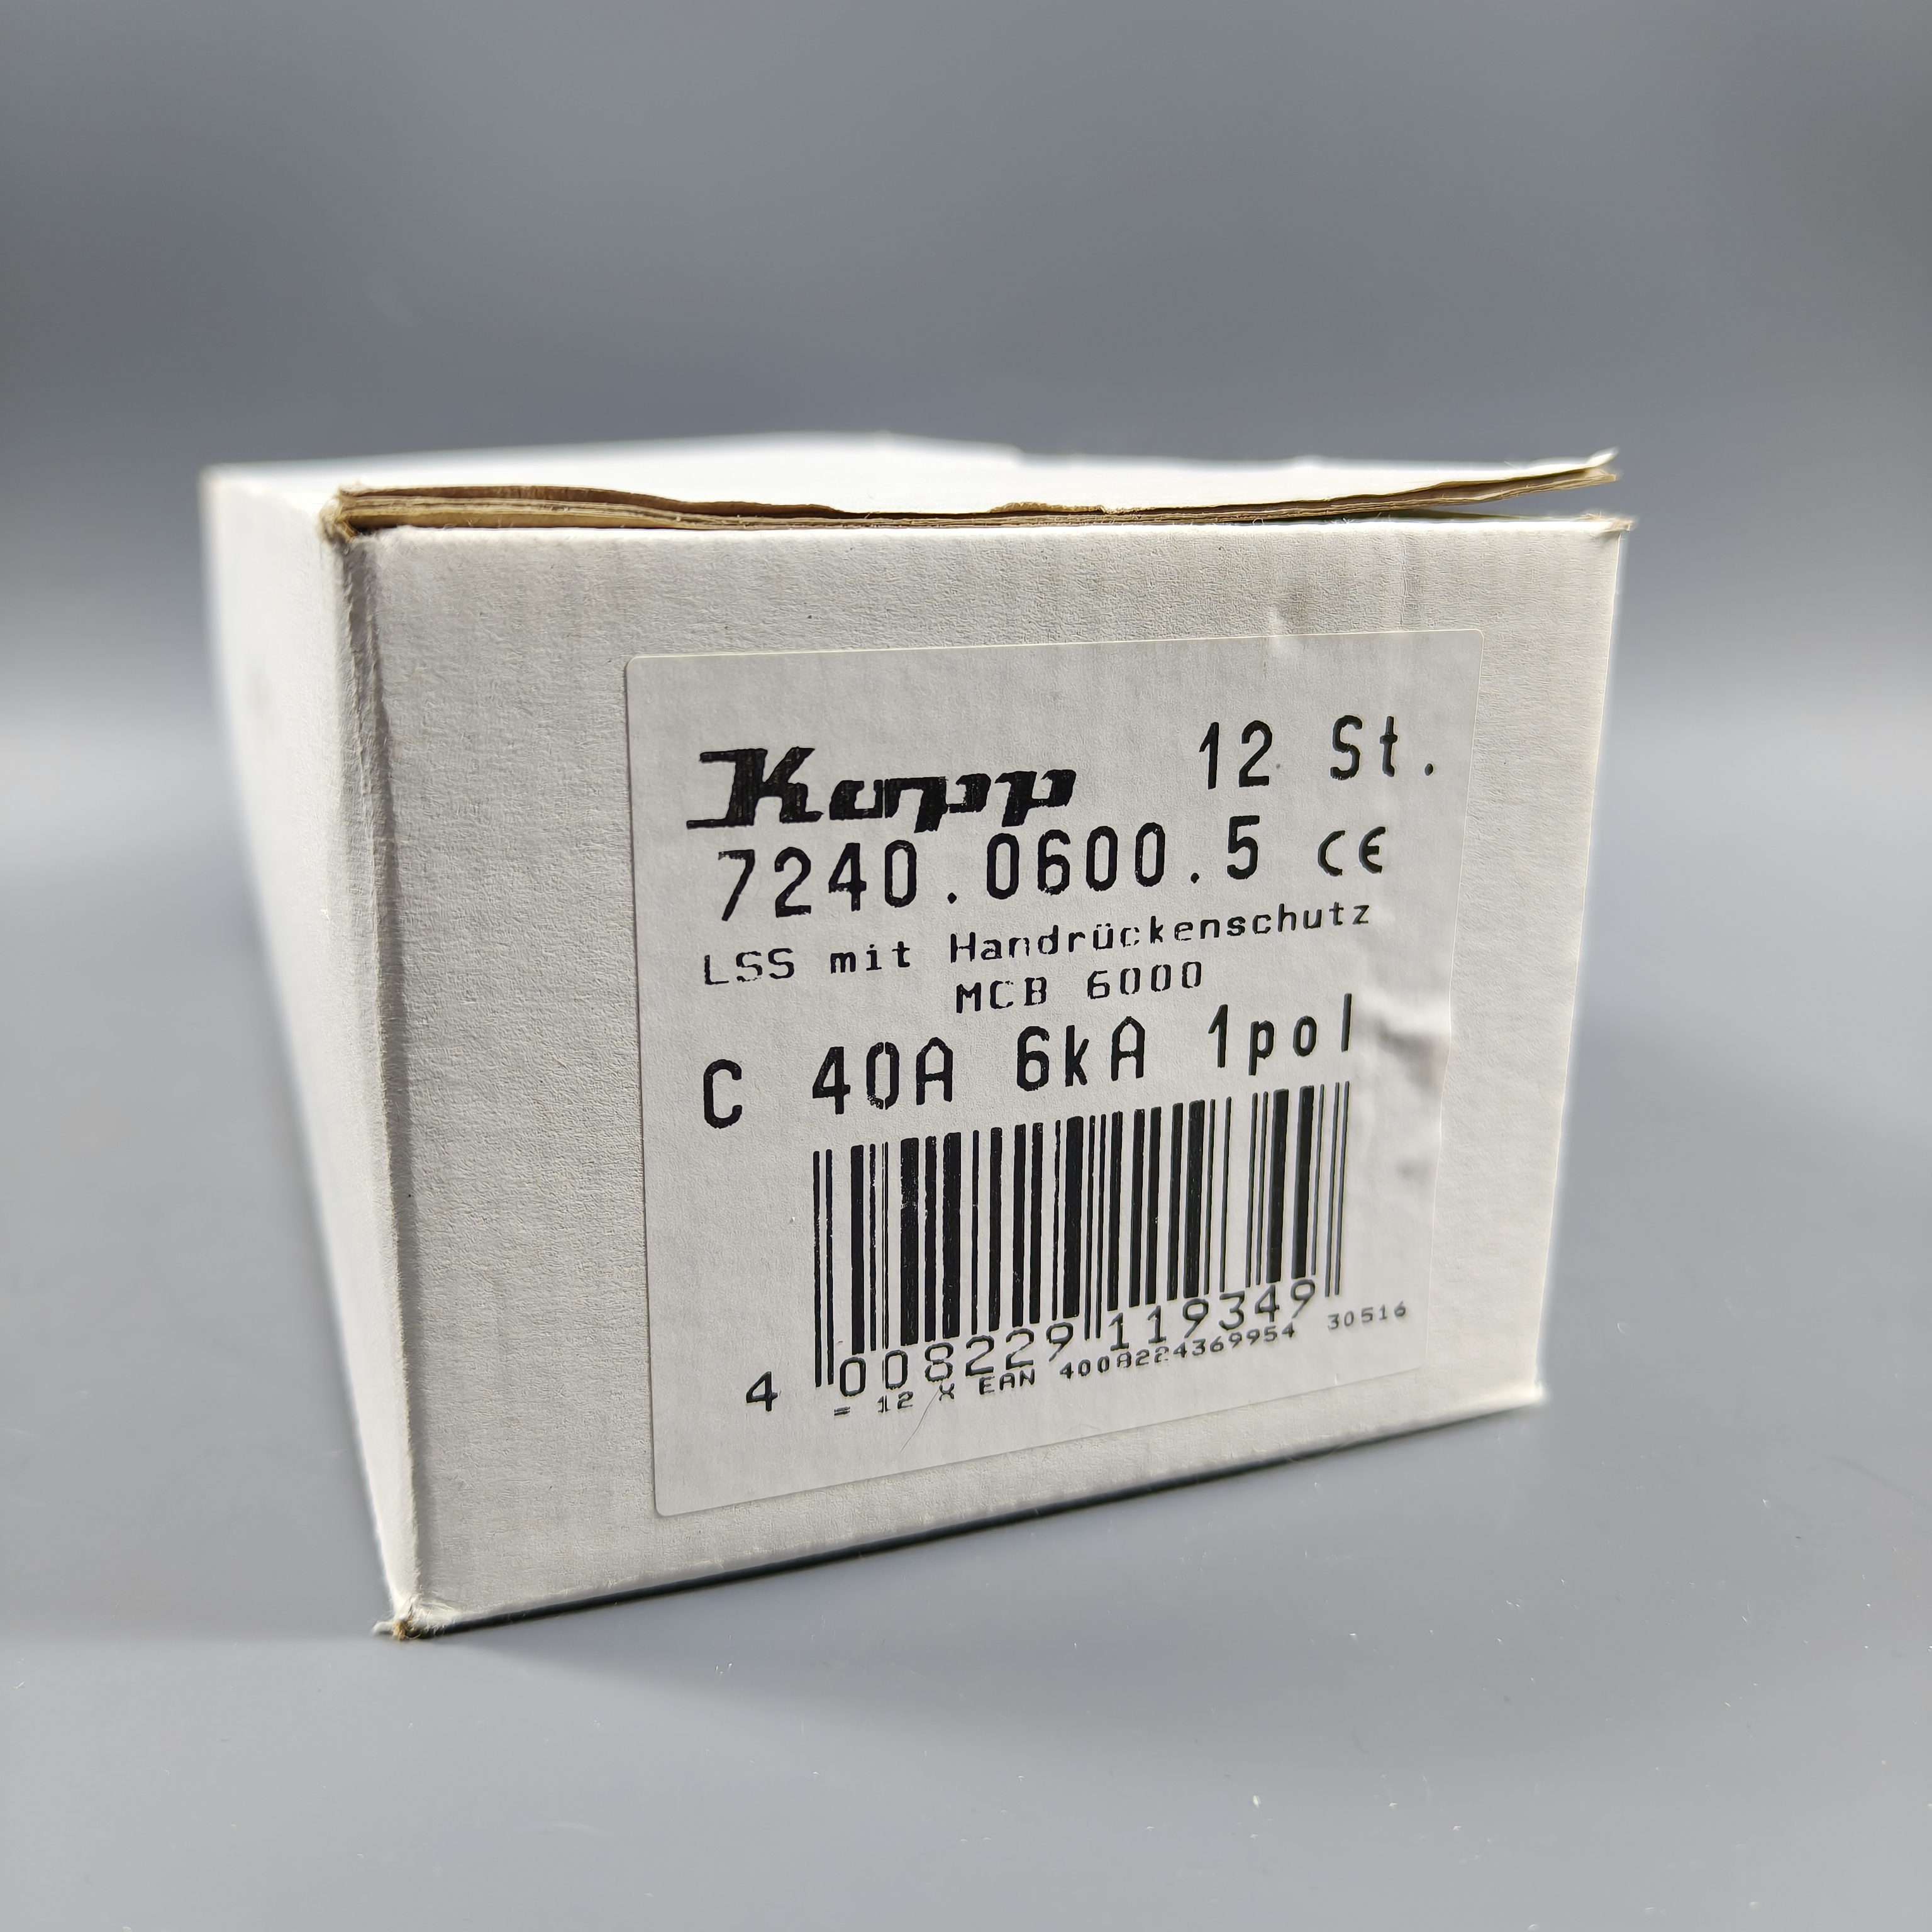 Kopp 12 St.
7240.0600.5 CE
LSS mit Handrückenschutz
MCB 6000
C 40A 6kA 1pol
4 008229 119349
= 12 X EAN 4008224369954 30516